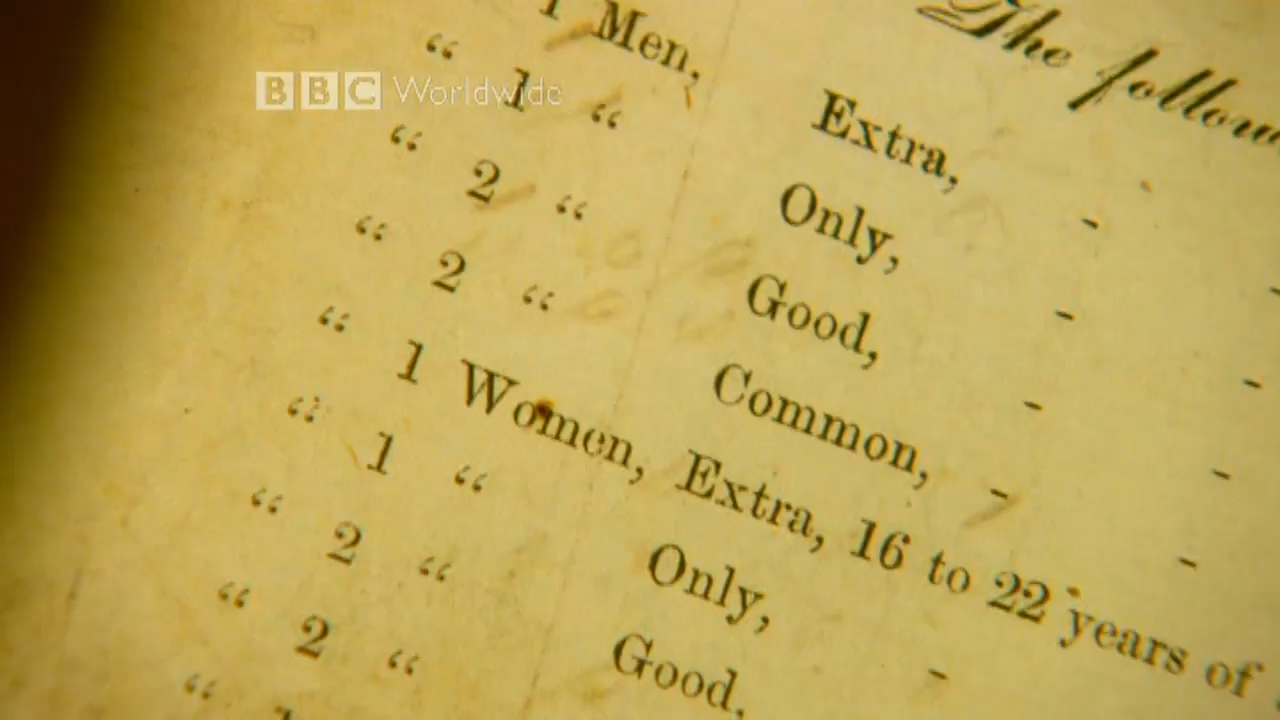 BBC Worldwide
The follow
1 Men, Extra, - -
“ 1 “ Only, - -
“ 2 “ Good, - -
“ 2 “ Common, - -
“ 1 Women, Extra, 16 to 22 years of
“ 1 “ Only, -
“ 2 “ Good,
“ 2 “
“